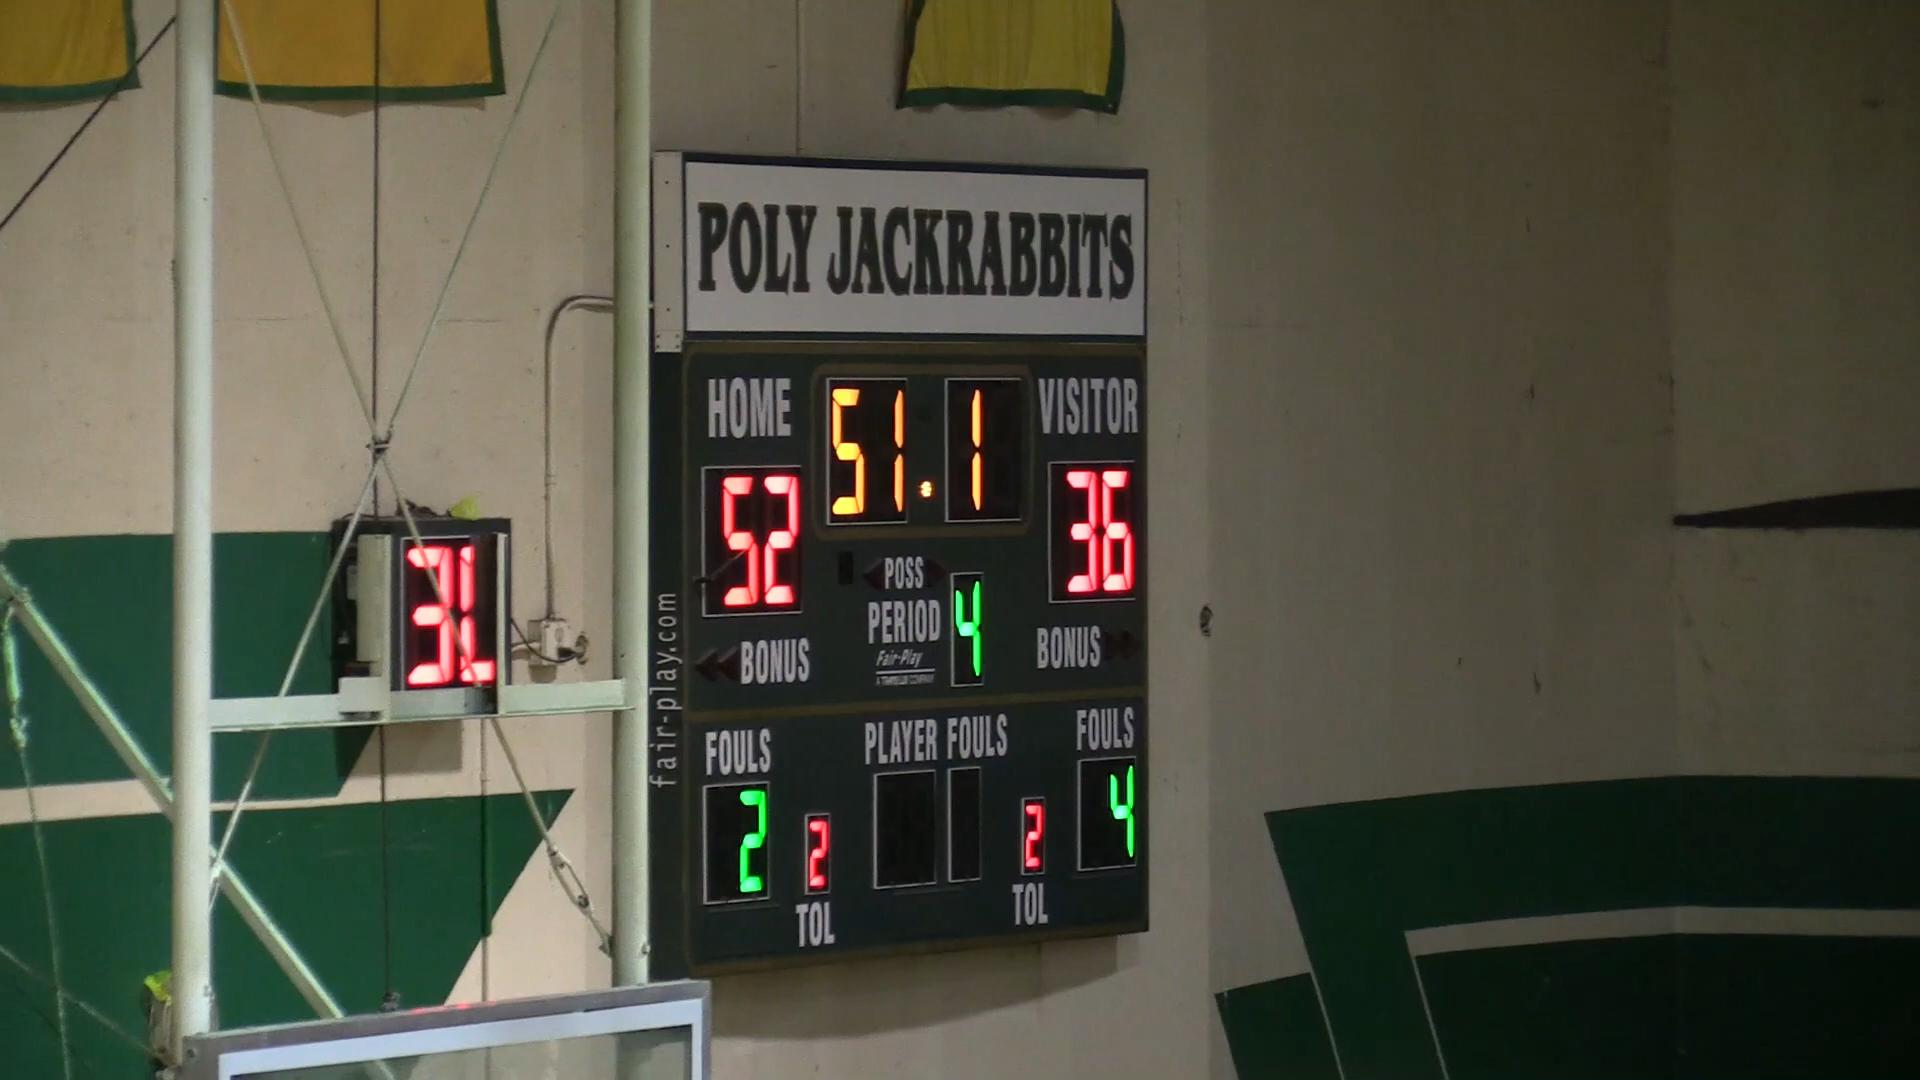 POLY JACKRABBITS
HOME 51.1 VISITOR
52 36
POSS
PERIOD 4
BONUS BONUS
Fair-Play
fair-play.com
FOULS PLAYER FOULS FOULS
2 2 2 4
TOL TOL